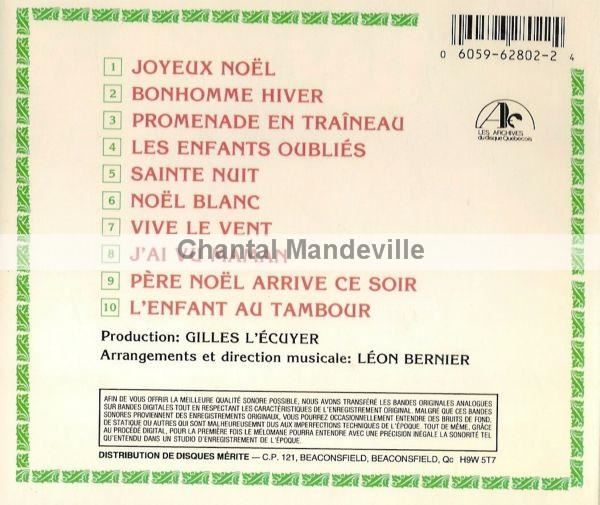 0 6059-62802-2 4
LES ARCHIVES
du disque Québécois
1 JOYEUX NOËL
2 BONHOMME HIVER
3 PROMENADE EN TRAÎNEAU
4 LES ENFANTS OUBLIÉS
5 SAINTE NUIT
6 NOËL BLANC
7 VIVE LE VENT
Chantal Mandeville
8 J'AI VU MAMAN
9 PÈRE NOËL ARRIVE CE SOIR
10 L'ENFANT AU TAMBOUR
Production: GILLES L'ÉCUYER
Arrangements et direction musicale: LÉON BERNIER
AFIN DE VOUS OFFRIR LA MEILLEURE QUALITÉ SONORE POSSIBLE, NOUS AVONS TRANSFÉRÉ LES BANDES ORIGINALES ANALOGUES
SUR BANDES DIGITALES TOUT EN RESPECTANT LES CARACTÉRISTICES DE L'ENREGISTREMENT ORIGINAL. MALGRÉ QUE CES BANDES
SONORES PROVIENNENT DES ENREGISTREMENTS ORIGINAUX, VOUS POURREZ OCCASIONNELLEMENT ENTENDRE DES BRUITS DE FOND,
DE STATIQUE OU AUTRES QUI SONT MALHEUREUSEMENT DUS AUX IMPERFECTIONS TECHNIQUES DE L'ÉPOQUE. TOUT DE MÊME, GRÂCE
AU PROCÉDÉ DIGITAL, POUR LA PREMIÈRE FOIS LE MÉLOMANE POURRA ENTENDRE AVEC UNE PRÉCISION INÉGALE LA SONORITÉ TEL
QU'ENTENDU DANS UN STUDIO D'ENREGISTREMENT DE L'ÉPOQUE.
DISTRIBUTION DE DISQUES MÉRITE — C.P. 121, BEACONSFIELD, BEACONSFIELD, Qc H9W 5T7